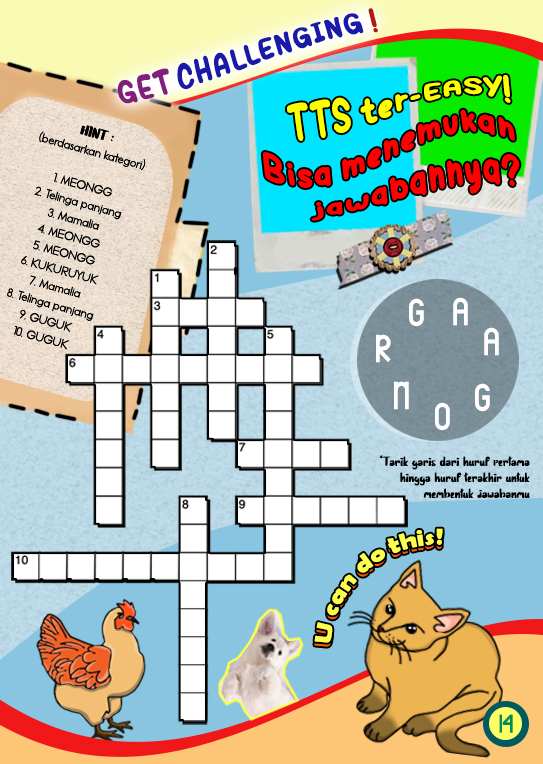 GET CHALLENGING !
TTS ter-EASY!
Bisa menemukan
jawabannya?
HINT :
(berdasarkan kategori)
1. MEONGG
2. Telinga panjang
3. Mamalia
4. MEONGG
5. MEONGG
6. KUKURUYUK
7. Mamalia
8. Telinga panjang
9. GUGUK
10. GUGUK
2
1
3
4
5
6
7
8
9
10
G A
R A
N O G
*Tarik garis dari huruf pertama
hingga huruf terakhir untuk
membentuk jawabanmu
U can do this!
14